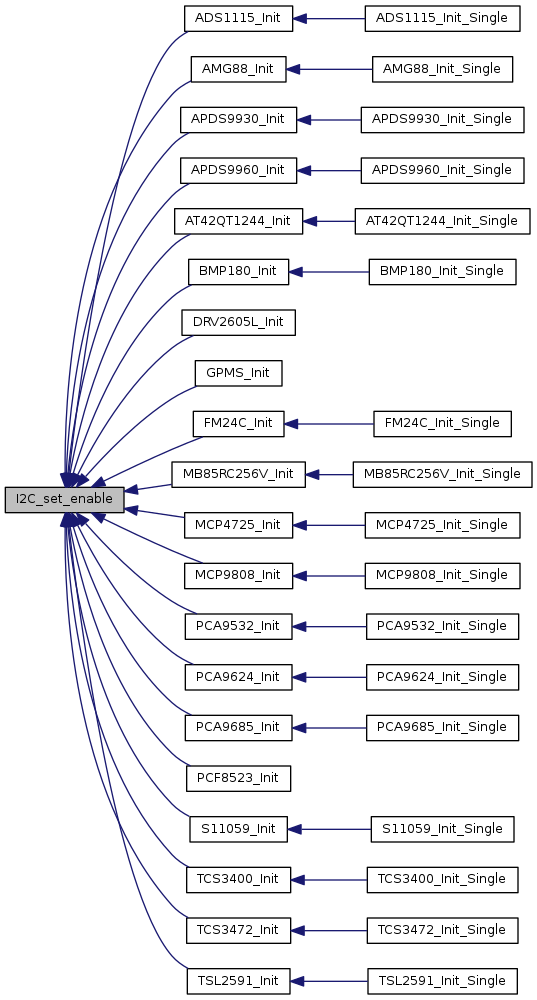 ADS1115_Init
ADS1115_Init_Single
AMG88_Init
AMG88_Init_Single
APDS9930_Init
APDS9930_Init_Single
APDS9960_Init
APDS9960_Init_Single
AT42QT1244_Init
AT42QT1244_Init_Single
BMP180_Init
BMP180_Init_Single
DRV2605L_Init
GPMS_Init
FM24C_Init
FM24C_Init_Single
MB85RC256V_Init
MB85RC256V_Init_Single
I2C_set_enable
MCP4725_Init
MCP4725_Init_Single
MCP9808_Init
MCP9808_Init_Single
PCA9532_Init
PCA9532_Init_Single
PCA9624_Init
PCA9624_Init_Single
PCA9685_Init
PCA9685_Init_Single
PCF8523_Init
S11059_Init
S11059_Init_Single
TCS3400_Init
TCS3400_Init_Single
TCS3472_Init
TCS3472_Init_Single
TSL2591_Init
TSL2591_Init_Single